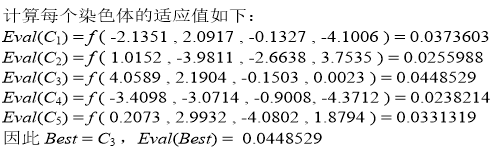 计算每个染色体的适应值如下：
Eval(C₁)=f( -2.1351 , 2.0917 , -0.1327 , -4.1006 )=0.0373603
Eval(C₂)=f( 1.0152 , -3.9811 , -2.6638 , 3.7535 )=0.0255988
Eval(C₃)=f( 4.0589 , 2.1904 , -0.1503 , 0.0023 )=0.0448529
Eval(C₄)=f( -3.4098 , -3.0714 , -0.9008 , -4.3712 )=0.0238214
Eval(C₅)=f( 0.2073 , 2.9932 , -4.0802 , 1.8794 )=0.0331319
因此 Best=C₃，Eval(Best)= 0.0448529